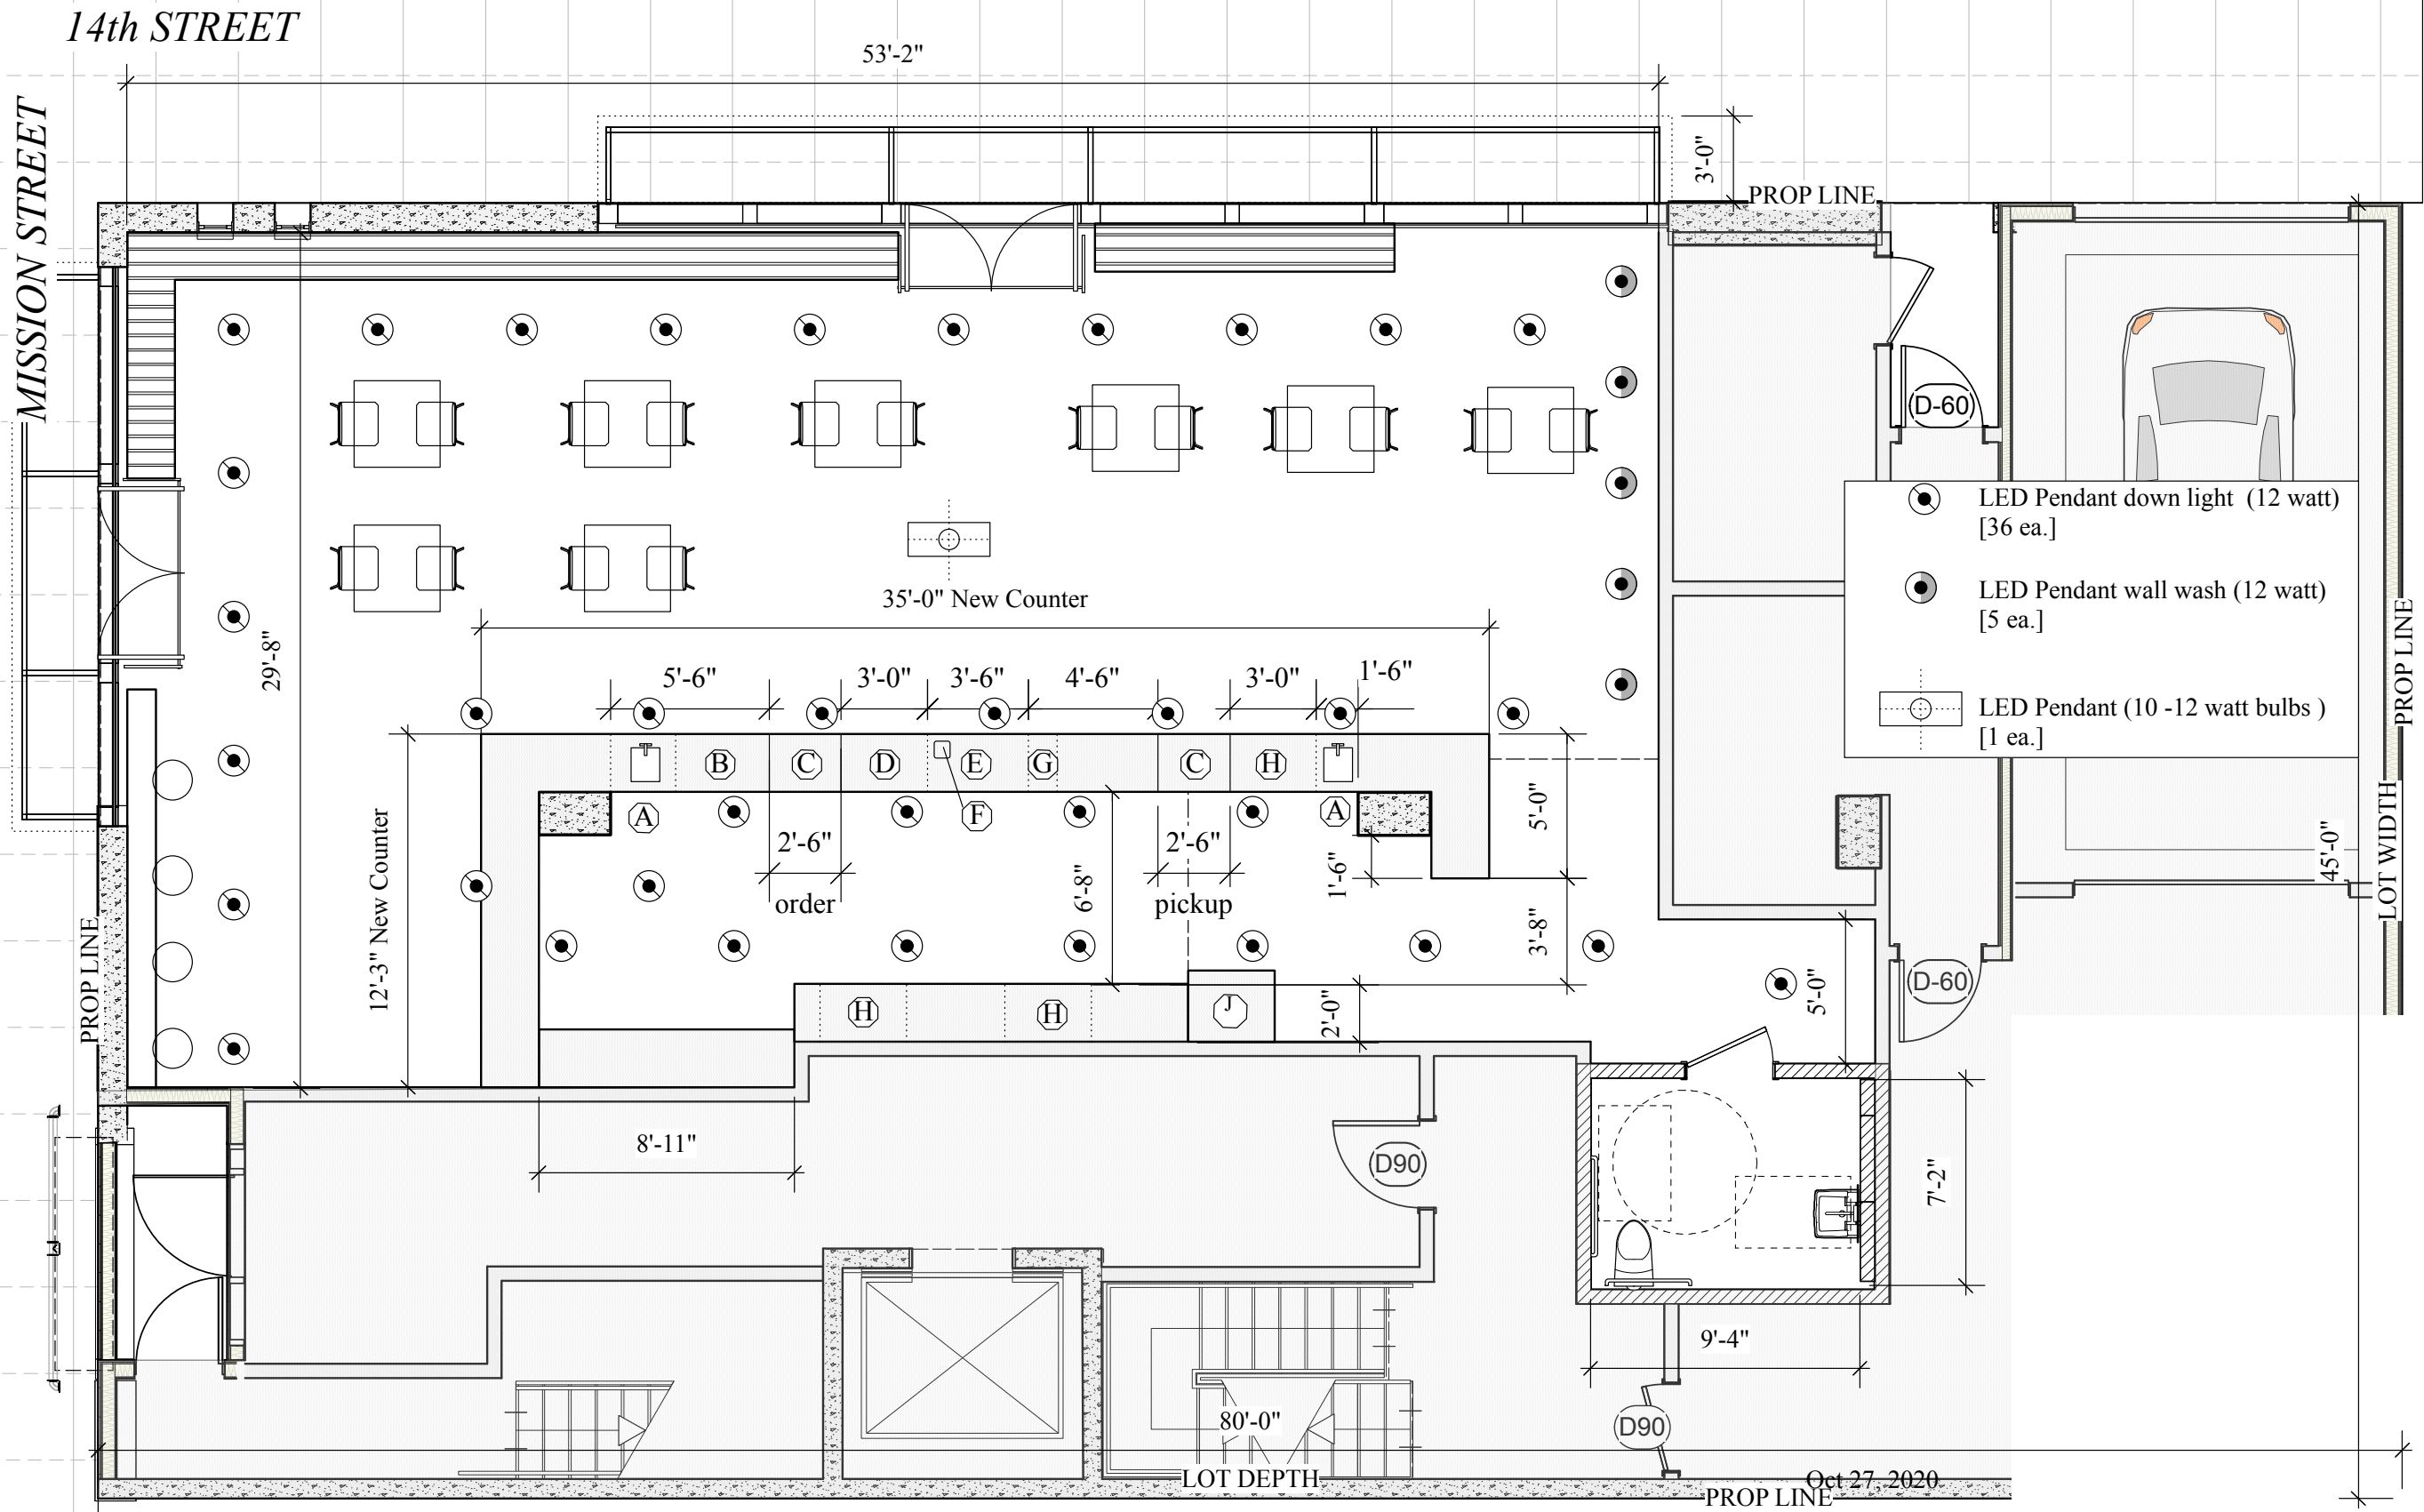 14th STREET
53'-2"
MISSION STREET
3'-0"
PROP LINE
D-60
LED Pendant down light (12 watt)
[36 ea.]
LED Pendant wall wash (12 watt)
[5 ea.]
LED Pendant (10 -12 watt bulbs )
[1 ea.]
PROP LINE
35'-0" New Counter
29'-8"
5'-6"
3'-0"
3'-6"
4'-6"
3'-0"
1'-6"
B
C
D
E
G
C
H
A
F
A
2'-6"
order
2'-6"
pickup
6'-8"
1'-6"
5'-0"
3'-8"
12'-3" New Counter
PROP LINE
45'-0"
LOT WIDTH
D-60
H
H
J
2'-0"
5'-0"
8'-11"
D90
7'-2"
9'-4"
80'-0"
D90
LOT DEPTH
Oct 27, 2020
PROP LINE